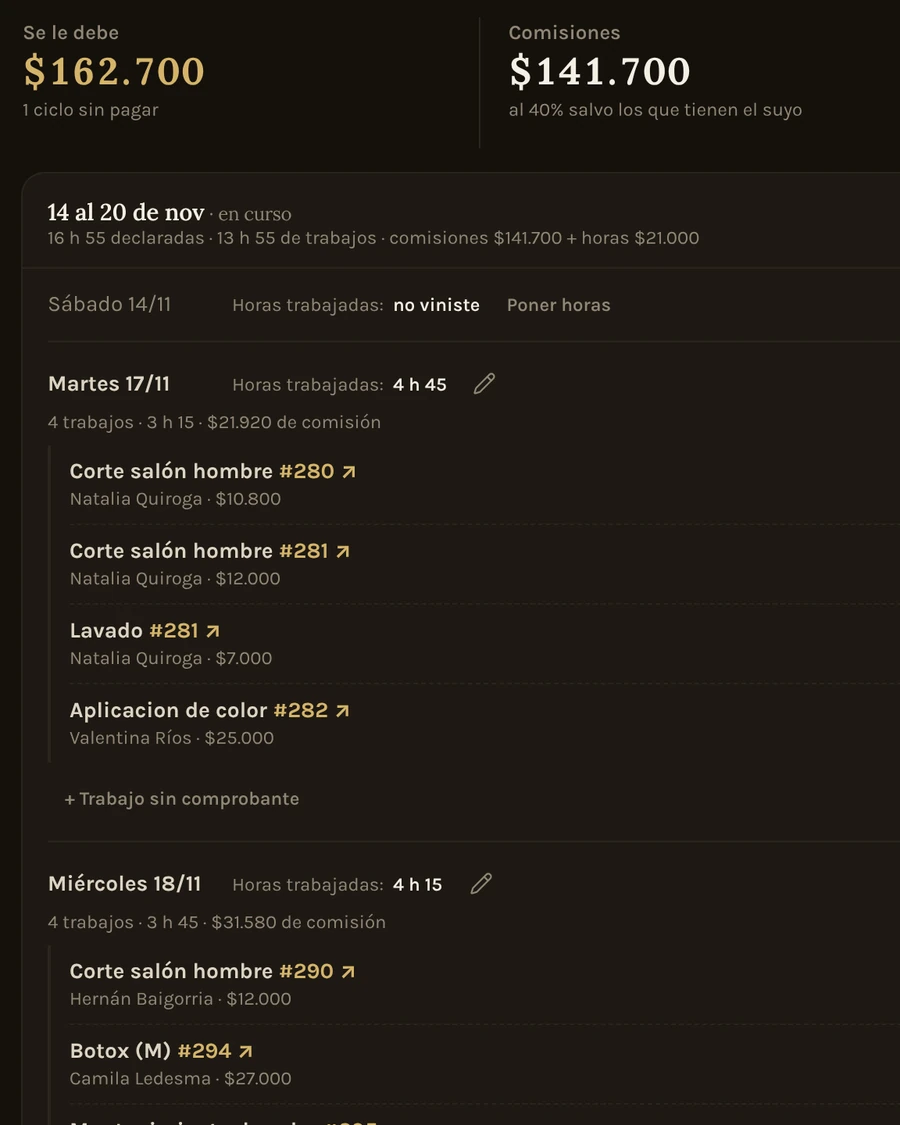 Se le debe
$162.700
1 ciclo sin pagar
Comisiones
$141.700
al 40% salvo los que tienen el suyo
14 al 20 de nov · en curso
16 h 55 declaradas · 13 h 55 de trabajos · comisiones $141.700 + horas $21.000
Sábado 14/11 Horas trabajadas: no viniste Poner horas
Martes 17/11 Horas trabajadas: 4 h 45
4 trabajos · 3 h 15 · $21.920 de comisión
Corte salón hombre #280 ↗
Natalia Quiroga · $10.800
Corte salón hombre #281 ↗
Natalia Quiroga · $12.000
Lavado #281 ↗
Natalia Quiroga · $7.000
Aplicacion de color #282 ↗
Valentina Ríos · $25.000
+ Trabajo sin comprobante
Miércoles 18/11 Horas trabajadas: 4 h 15
4 trabajos · 3 h 45 · $31.580 de comisión
Corte salón hombre #290 ↗
Hernán Baigorria · $12.000
Botox (M) #294 ↗
Camila Ledesma · $27.000